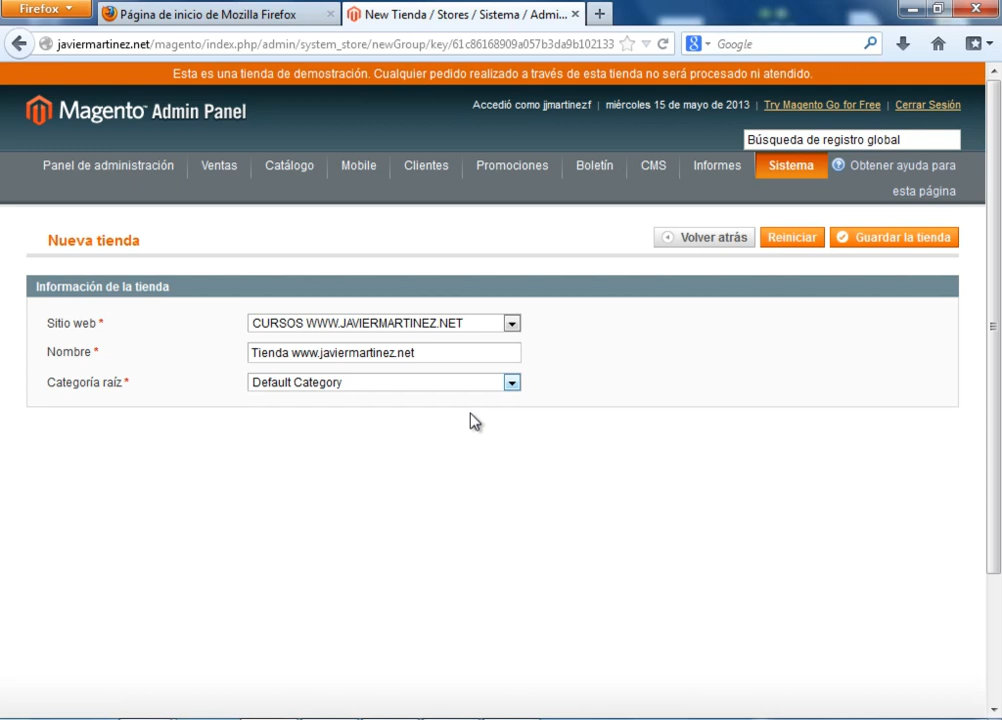 Firefox
Página de inicio de Mozilla Firefox
New Tienda / Stores / Sistema / Admi...
javiermartinez.net/magento/index.php/admin/system_store/newGroup/key/61c86168909a057b3da9b102133
Google
Esta es una tienda de demostración. Cualquier pedido realizado a través de esta tienda no será procesado ni atendido.
Magento Admin Panel
Accedió como jjmartinezf | miércoles 15 de mayo de 2013 | Try Magento Go for Free | Cerrar Sesión
Búsqueda de registro global
Panel de administración Ventas Catálogo Mobile Clientes Promociones Boletín CMS Informes Sistema Obtener ayuda para
esta página
Nueva tienda Volver atrás Reiniciar Guardar la tienda
Información de la tienda
Sitio web * CURSOS WWW.JAVIERMARTINEZ.NET
Nombre * Tienda www.javiermartinez.net
Categoría raíz * Default Category